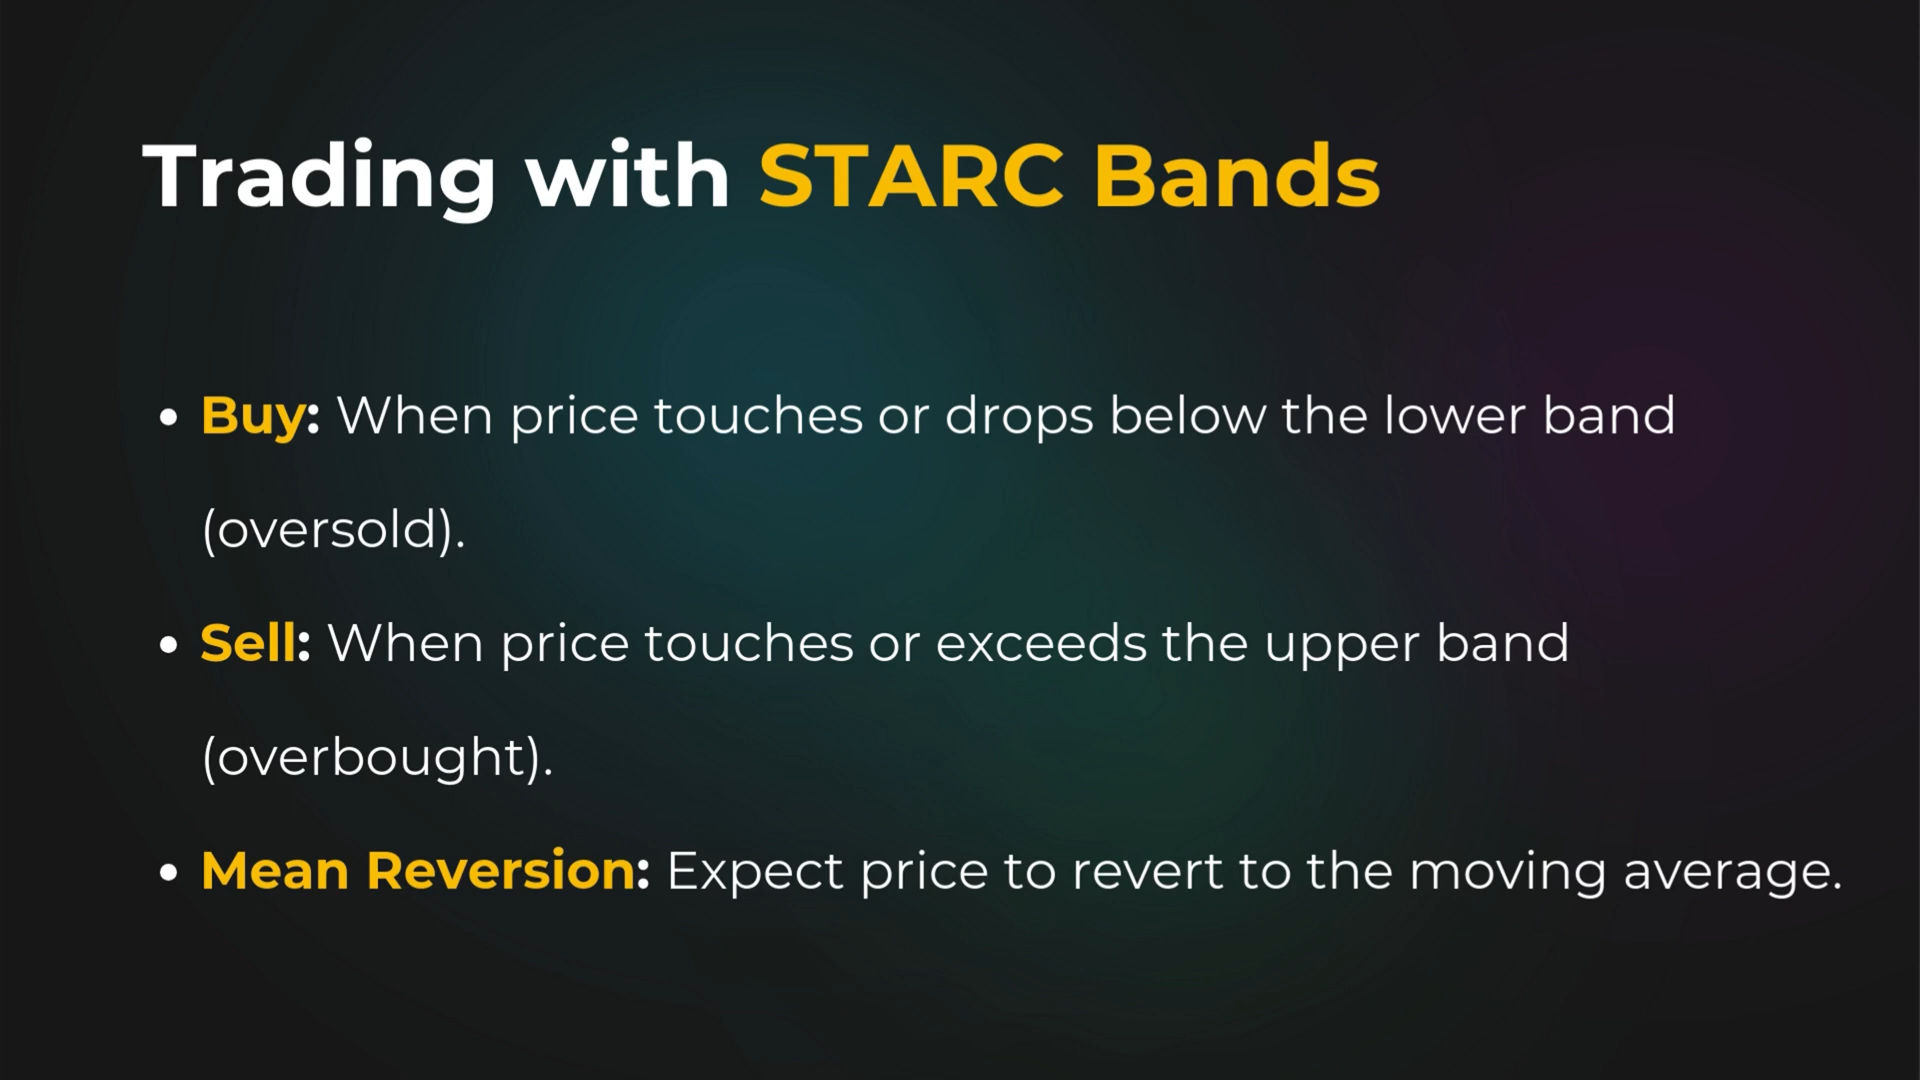 Trading with STARC Bands
• Buy: When price touches or drops below the lower band
(oversold).
• Sell: When price touches or exceeds the upper band
(overbought).
• Mean Reversion: Expect price to revert to the moving average.